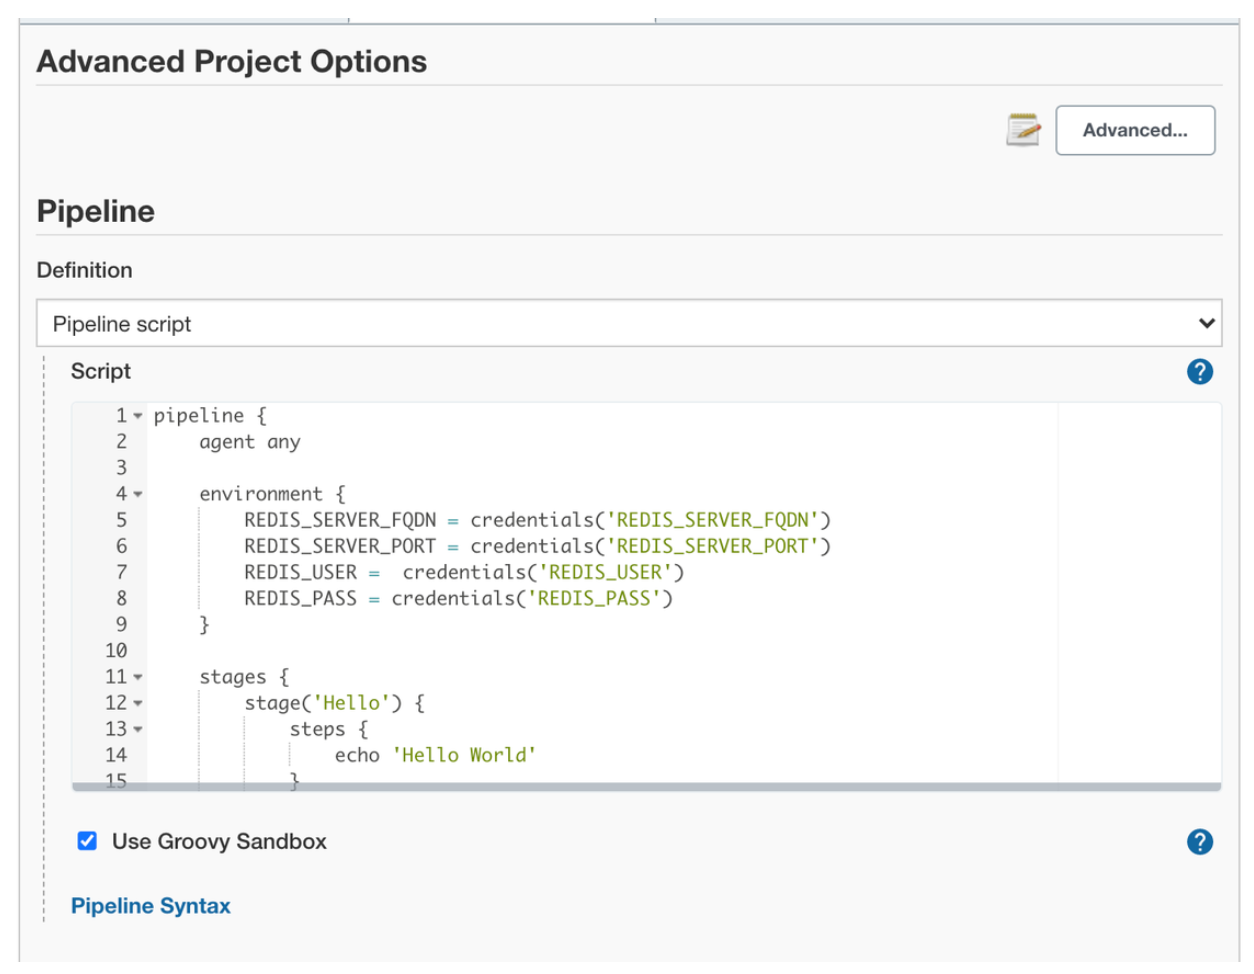 Advanced Project Options
Advanced...
Pipeline
Definition
Pipeline script
Script
1 pipeline {
2     agent any
3
4     environment {
5         REDIS_SERVER_FQDN = credentials('REDIS_SERVER_FQDN')
6         REDIS_SERVER_PORT = credentials('REDIS_SERVER_PORT')
7         REDIS_USER =  credentials('REDIS_USER')
8         REDIS_PASS = credentials('REDIS_PASS')
9     }
10
11     stages {
12         stage('Hello') {
13             steps {
14                 echo 'Hello World'
15             }
Use Groovy Sandbox
Pipeline Syntax